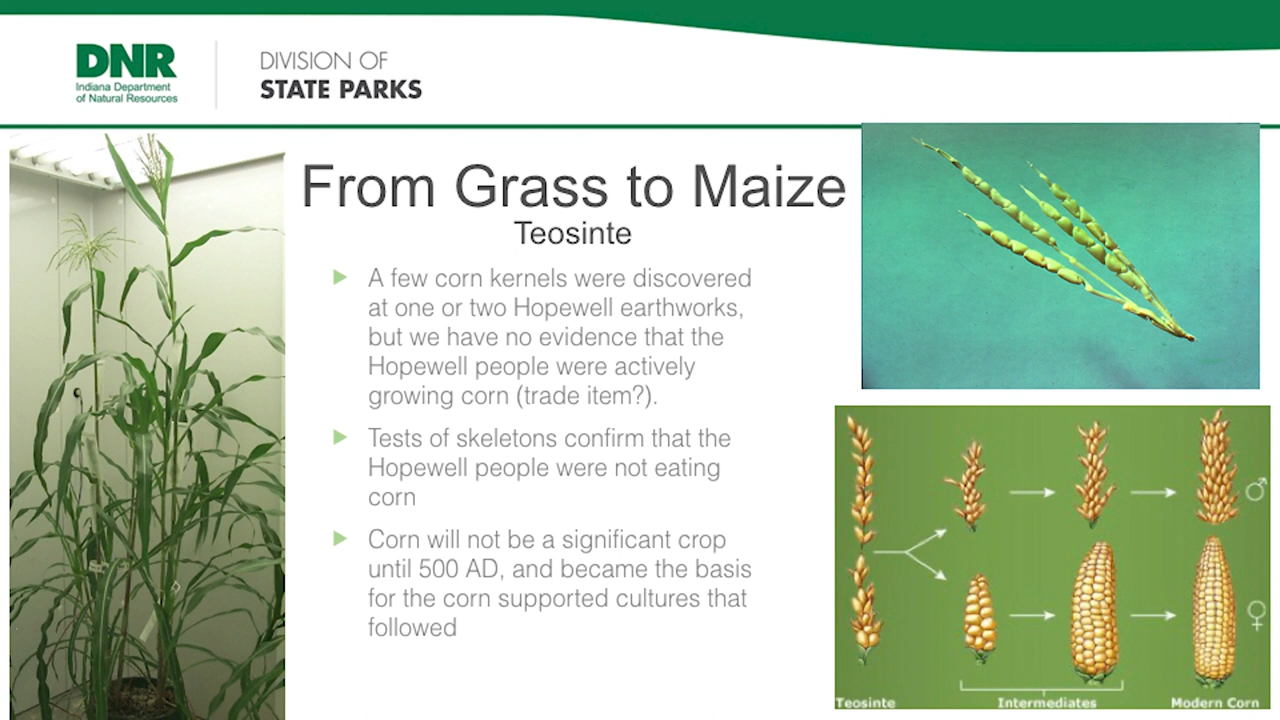 DNR
Indiana Department
of Natural Resources
DIVISION OF
STATE PARKS
From Grass to Maize
Teosinte
A few corn kernels were discovered
at one or two Hopewell earthworks,
but we have no evidence that the
Hopewell people were actively
growing corn (trade item?).
Tests of skeletons confirm that the
Hopewell people were not eating
corn
Corn will not be a significant crop
until 500 AD, and became the basis
for the corn supported cultures that
followed
Teosinte
Intermediates
Modern Corn